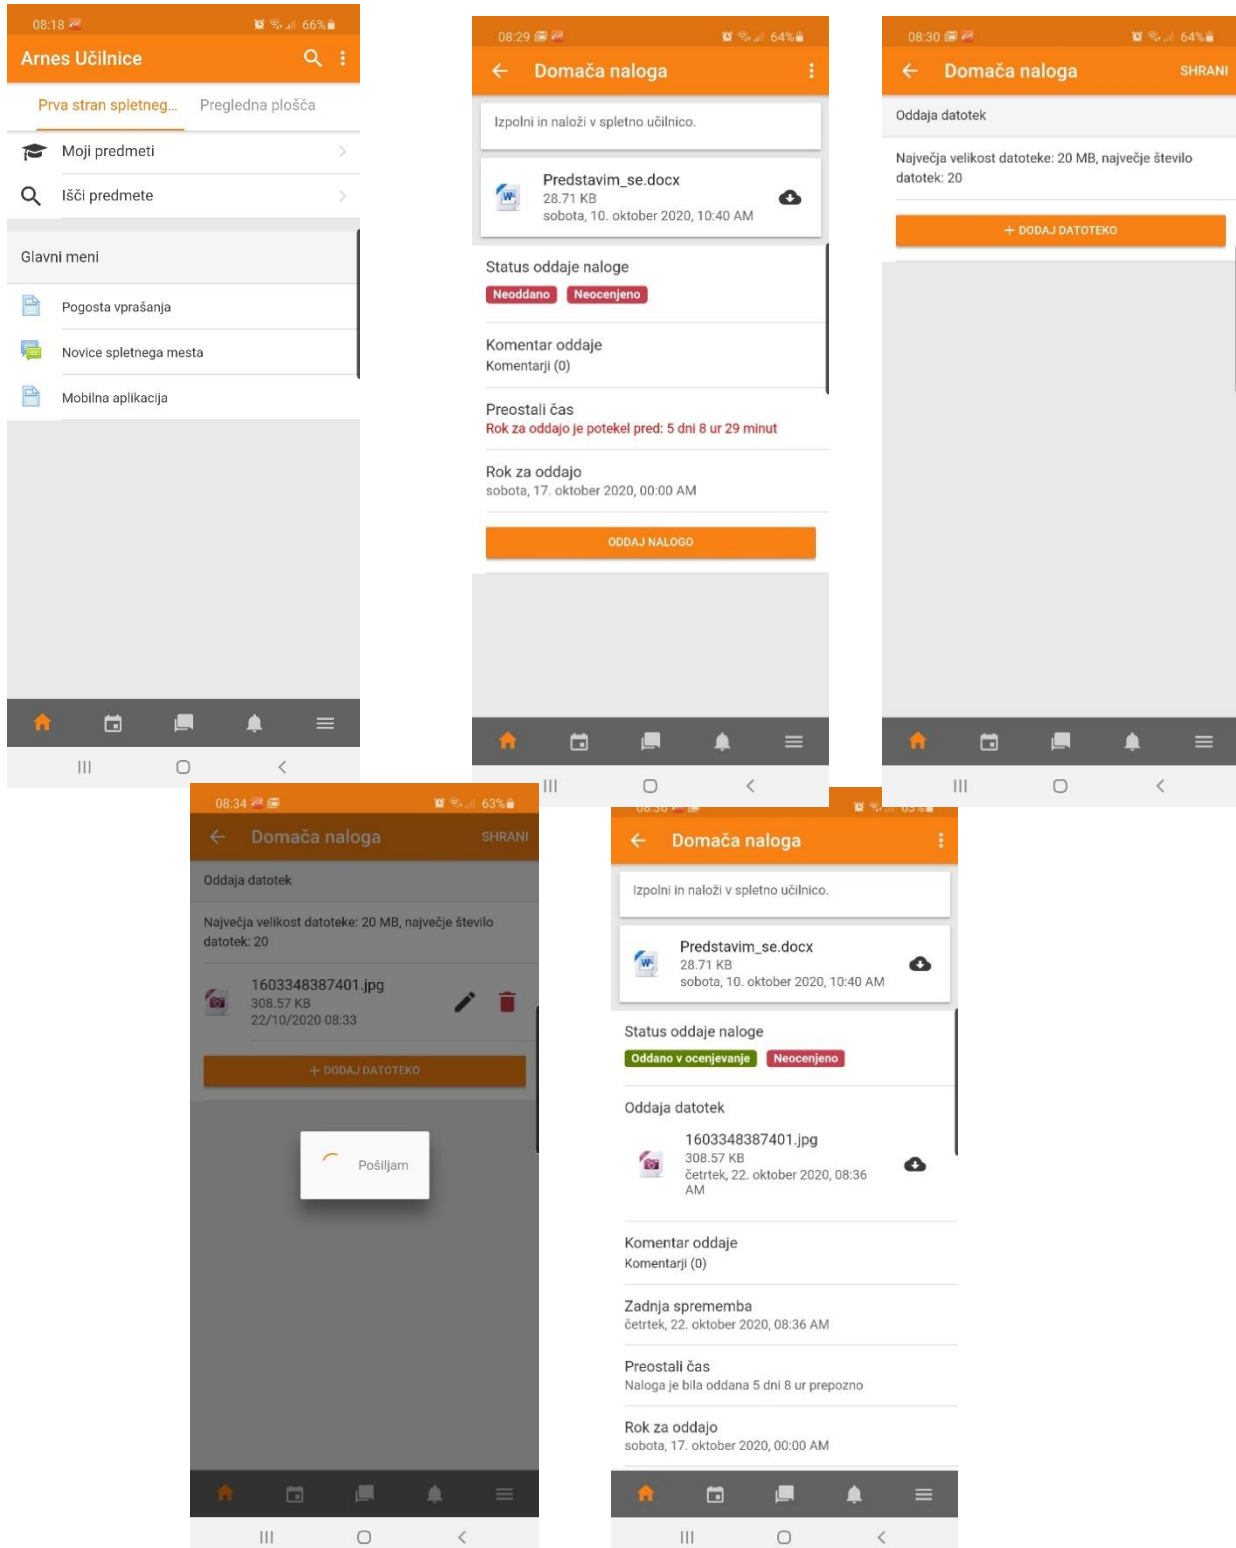 08:18
66%
Arnes Učilnice
Prva stran spletneg...
Pregledna plošča
Moji predmeti
Išči predmete
Glavni meni
Pogosta vprašanja
Novice spletnega mesta
Mobilna aplikacija
08:29
64%
Domača naloga
Izpolni in naloži v spletno učilnico.
Predstavim_se.docx
28.71 KB
sobota, 10. oktober 2020, 10:40 AM
Status oddaje naloge
Neoddano Neocenjeno
Komentar oddaje
Komentarji (0)
Preostali čas
Rok za oddajo je potekel pred: 5 dni 8 ur 29 minut
Rok za oddajo
sobota, 17. oktober 2020, 00:00 AM
ODDAJ NALOGO
08:30
64%
Domača naloga
SHRANI
Oddaja datotek
Največja velikost datoteke: 20 MB, največje število
datotek: 20
+ DODAJ DATOTEKO
08:34
63%
Domača naloga
SHRANI
Oddaja datotek
Največja velikost datoteke: 20 MB, največje število
datotek: 20
1603348387401.jpg
308.57 KB
22/10/2020 08:33
+ DODAJ DATOTEKO
Pošiljam
08:36
63%
Domača naloga
Izpolni in naloži v spletno učilnico.
Predstavim_se.docx
28.71 KB
sobota, 10. oktober 2020, 10:40 AM
Status oddaje naloge
Oddano v ocenjevanje Neocenjeno
Oddaja datotek
1603348387401.jpg
308.57 KB
četrtek, 22. oktober 2020, 08:36
AM
Komentar oddaje
Komentarji (0)
Zadnja sprememba
četrtek, 22. oktober 2020, 08:36 AM
Preostali čas
Naloga je bila oddana 5 dni 8 ur prepozno
Rok za oddajo
sobota, 17. oktober 2020, 00:00 AM